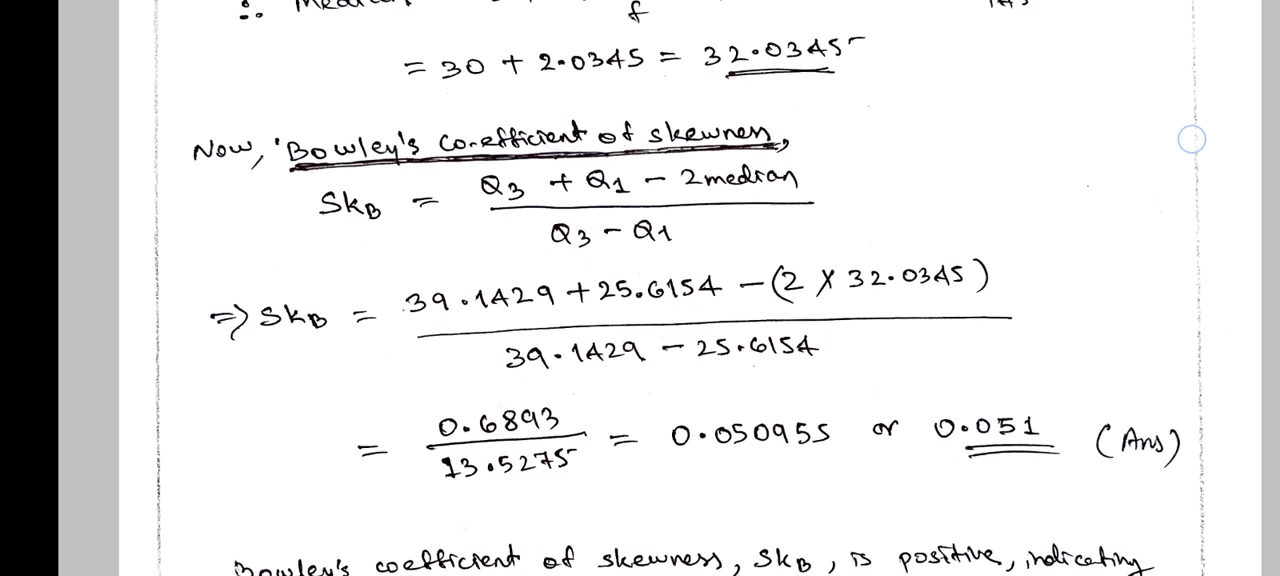 ∴ Median
f
= 30 + 2.0345 = 32.0345
Now, 'Bowley's co-efficient of skewness,
SkB = Q3 + Q1 - 2median
Q3 - Q1
=> SkB = 39.1429 + 25.6154 - (2 X 32.0345)
39.1429 - 25.6154
= 0.6893
13.5275 = 0.050955 or 0.051 (Ans)
Bowley's coefficient of skewness, SkB, is positive, indicating